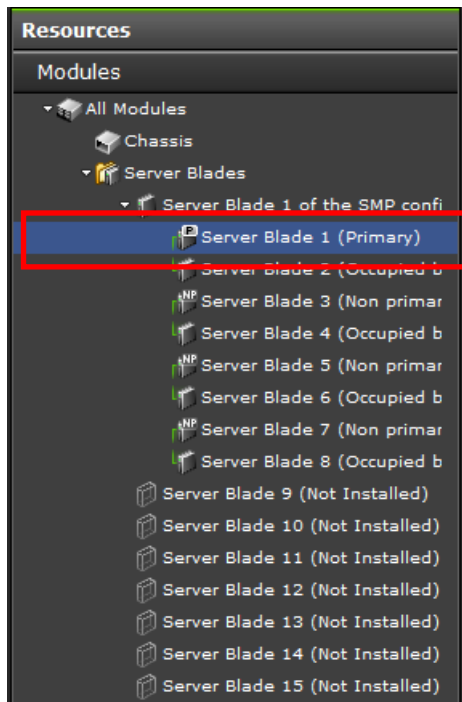 Resources
Modules
All Modules
Chassis
Server Blades
Server Blade 1 of the SMP confi
P
Server Blade 1 (Primary)
Server Blade 2 (Occupied b
NP
Server Blade 3 (Non primar
Server Blade 4 (Occupied b
NP
Server Blade 5 (Non primar
Server Blade 6 (Occupied b
NP
Server Blade 7 (Non primar
Server Blade 8 (Occupied b
Server Blade 9 (Not Installed)
Server Blade 10 (Not Installed)
Server Blade 11 (Not Installed)
Server Blade 12 (Not Installed)
Server Blade 13 (Not Installed)
Server Blade 14 (Not Installed)
Server Blade 15 (Not Installed)